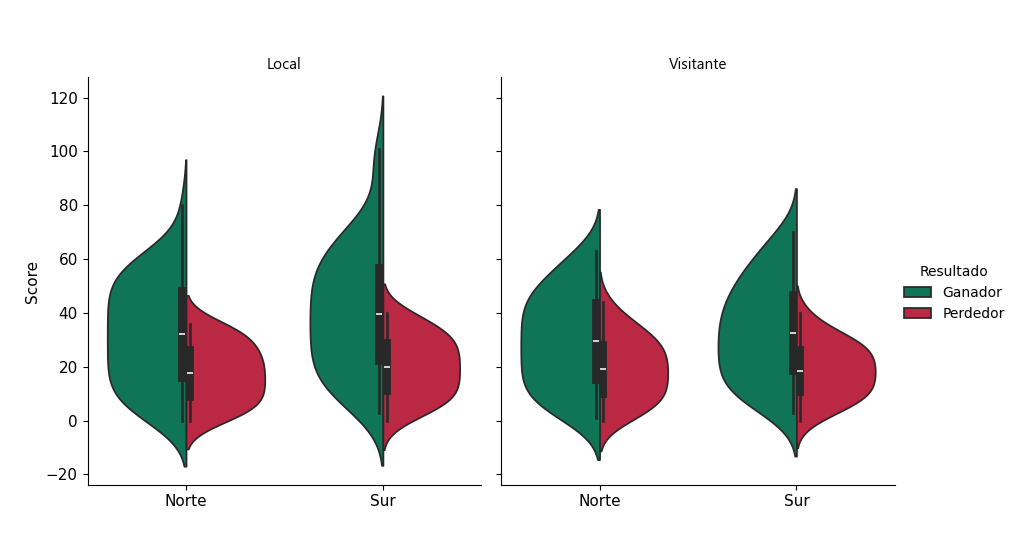 Local
Visitante
Score
120
100
80
60
40
20
0
−20
Norte
Sur
Norte
Sur
Resultado
Ganador
Perdedor